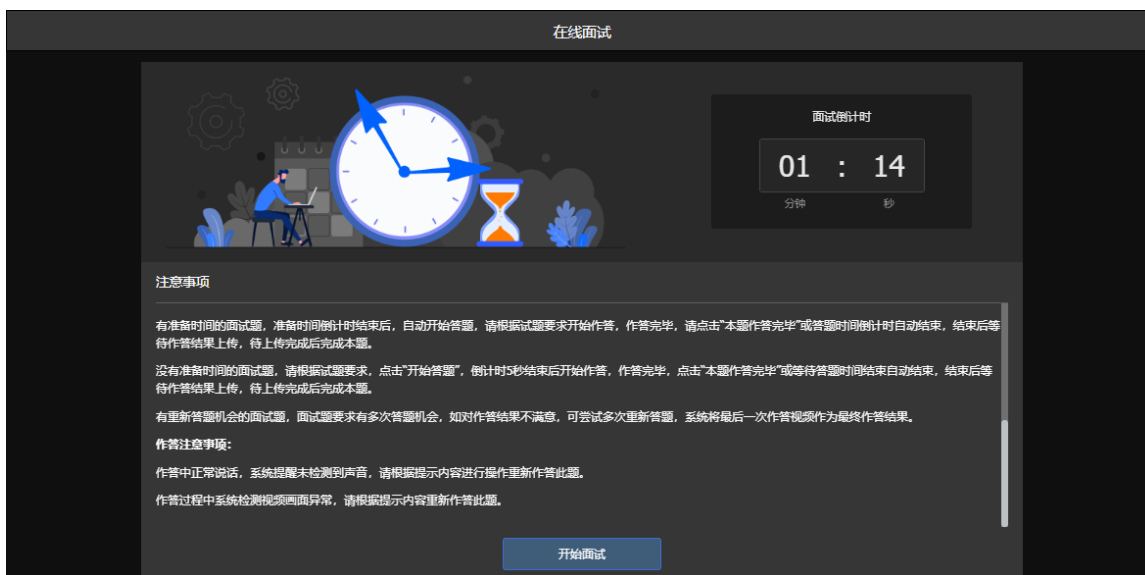 在线面试
面试倒计时
01 : 14
分钟 秒
注意事项
有准备时间的面试题，准备时间倒计时结束后，自动开始答题，请根据试题要求开始作答，作答完毕，请点击"本题作答完毕"或答题时间倒计时自动结束，结束后等
待作答结果上传，待上传完成后完成本题。
没有准备时间的面试题，请根据试题要求，点击"开始答题"，倒计时5秒结束后开始作答，作答完毕，点击"本题作答完毕"或等待答题时间结束自动结束，结束后等
待作答结果上传，待上传完成后完成本题。
有重新答题机会的面试题，面试题要求有多次答题机会，如对作答结果不满意，可尝试多次重新答题，系统将最后一次作答视频作为最终作答结果。
作答注意事项：
作答中正常说话，系统提醒未检测到声音，请根据提示内容进行操作重新作答此题。
作答过程中系统检测视频画面异常，请根据提示内容重新作答此题。
开始面试